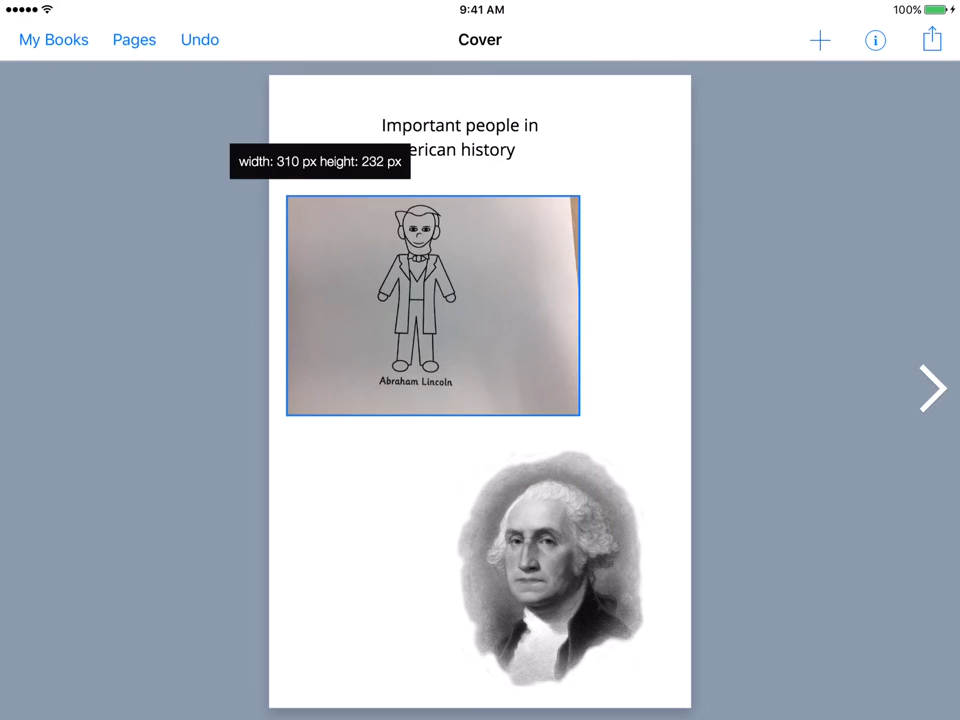 9:41 AM
100%
My Books Pages Undo Cover
Important people in
erican history
width: 310 px height: 232 px
Abraham Lincoln